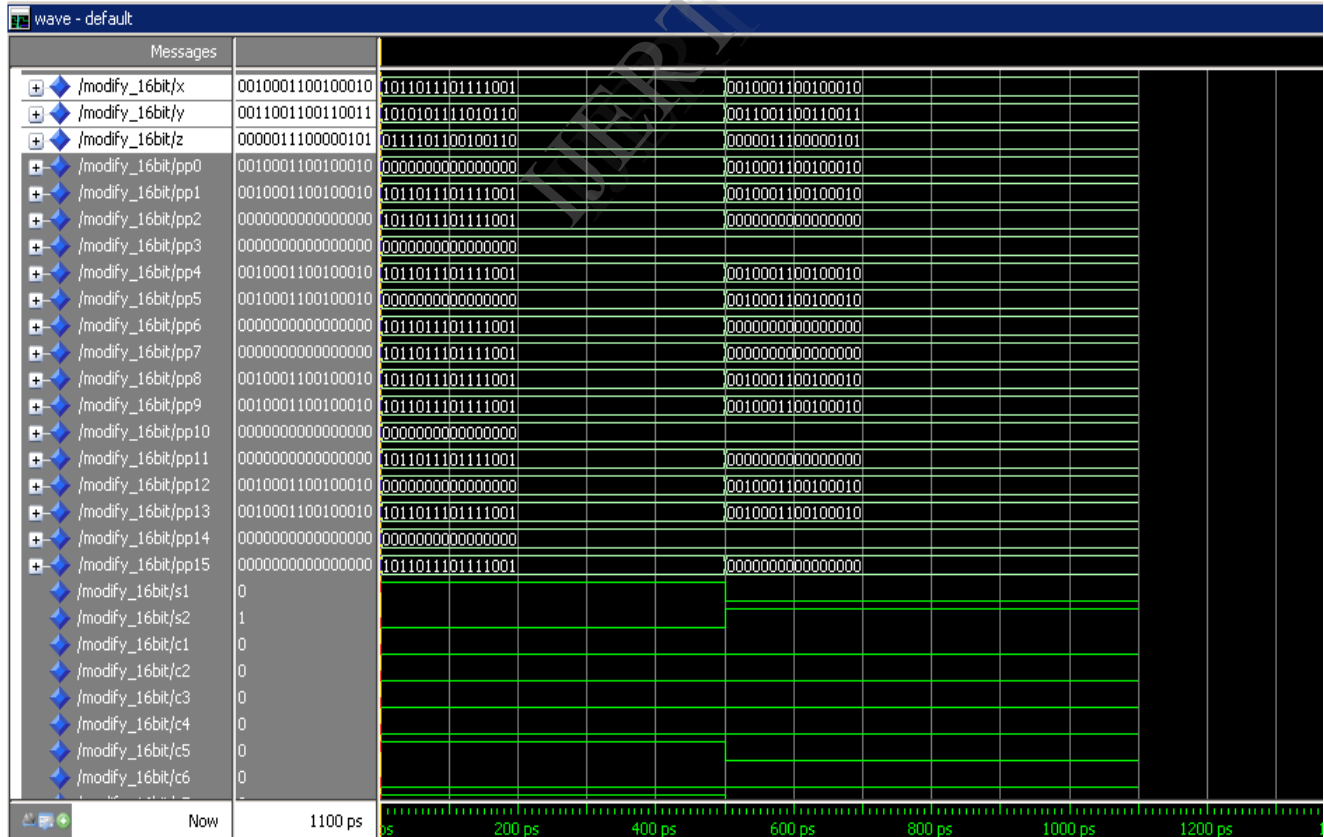 wave - default
Messages
/modify_16bit/x 0010001100100010 1011011101111001 0010001100100010
/modify_16bit/y 0011001100110011 1010101111010110 0011001100110011
/modify_16bit/z 0000011100000101 0111101100100110 0000011100000101
/modify_16bit/pp0 0010001100100010 0000000000000000 0010001100100010
/modify_16bit/pp1 0010001100100010 1011011101111001 0010001100100010
/modify_16bit/pp2 0000000000000000 1011011101111001 0000000000000000
/modify_16bit/pp3 0000000000000000 0000000000000000
/modify_16bit/pp4 0010001100100010 1011011101111001 0010001100100010
/modify_16bit/pp5 0010001100100010 0000000000000000 0010001100100010
/modify_16bit/pp6 0000000000000000 1011011101111001 0000000000000000
/modify_16bit/pp7 0000000000000000 1011011101111001 0000000000000000
/modify_16bit/pp8 0010001100100010 1011011101111001 0010001100100010
/modify_16bit/pp9 0010001100100010 1011011101111001 0010001100100010
/modify_16bit/pp10 0000000000000000 0000000000000000
/modify_16bit/pp11 0000000000000000 1011011101111001 0000000000000000
/modify_16bit/pp12 0010001100100010 0000000000000000 0010001100100010
/modify_16bit/pp13 0010001100100010 1011011101111001 0010001100100010
/modify_16bit/pp14 0000000000000000 0000000000000000
/modify_16bit/pp15 0000000000000000 1011011101111001 0000000000000000
/modify_16bit/s1 0
/modify_16bit/s2 1
/modify_16bit/c1 0
/modify_16bit/c2 0
/modify_16bit/c3 0
/modify_16bit/c4 0
/modify_16bit/c5 0
/modify_16bit/c6 0
Now 1100 ps ps 200 ps 400 ps 600 ps 800 ps 1000 ps 1200 ps
IJERT